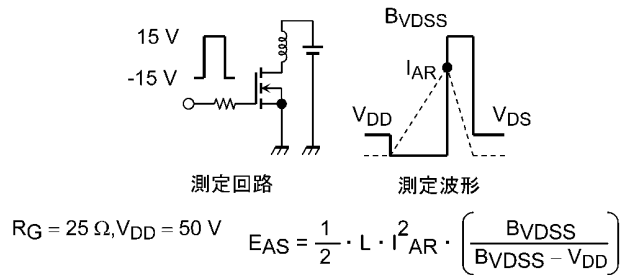 15 V
-15 V
BVDSS
IAR
VDD
VDS
測定回路
測定波形
RG = 25 Ω,VDD = 50 V
EAS = 1/2 · L · I²AR · (BVDSS / (BVDSS – VDD))